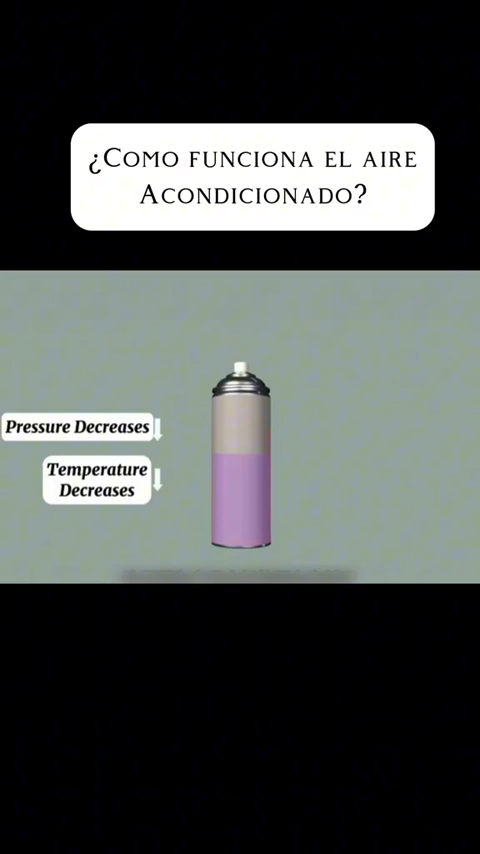 ¿Como funciona el aire
Acondicionado?
Pressure Decreases
Temperature
Decreases